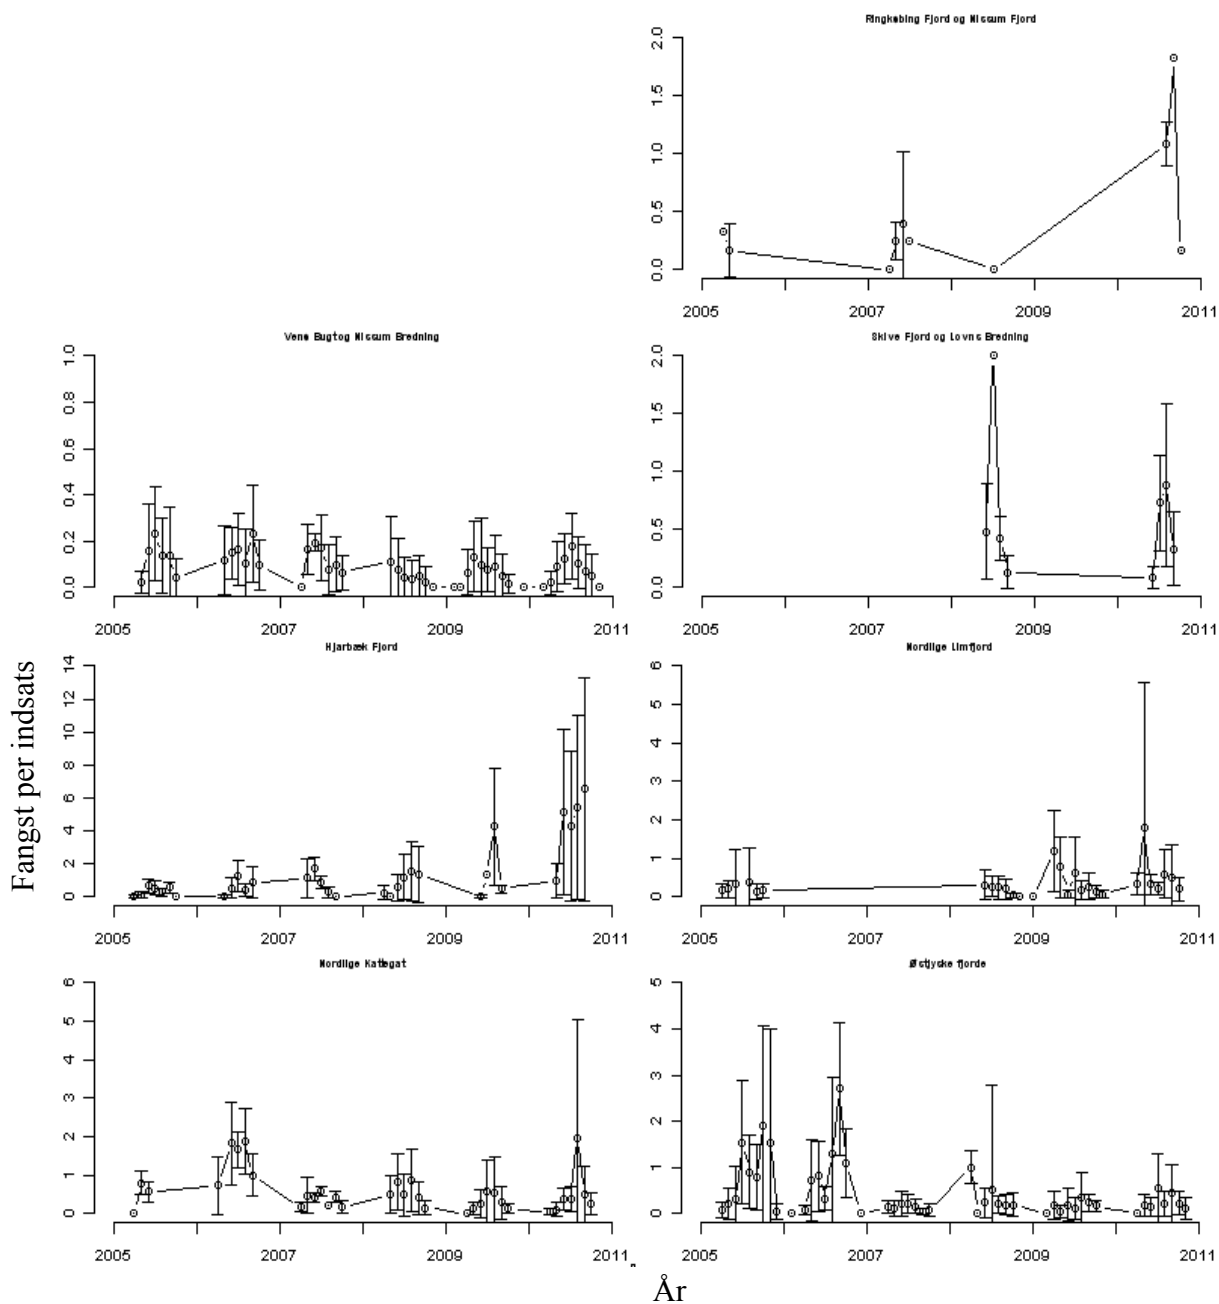 Ringkøbing Fjord og Nissum Fjord
2.0
1.5
1.0
0.5
0.0
2005 2007 2009 2011
Venø Bugt og Nissum Bredning
1.0
0.8
0.6
0.4
0.2
0.0
2005 2007 2009 2011
Skive Fjord og Lovns Bredning
2.0
1.5
1.0
0.5
0.0
2005 2007 2009 2011
Hjarbæk Fjord
14
12
10
8
6
4
2
0
2005 2007 2009 2011
Nordlige Limfjord
6
5
4
3
2
1
0
2005 2007 2009 2011
Nordlige Kattegat
6
5
4
3
2
1
0
2005 2007 2009 2011
Østjyske fjorde
5
4
3
2
1
0
2005 2007 2009 2011
Fangst per indsats
År